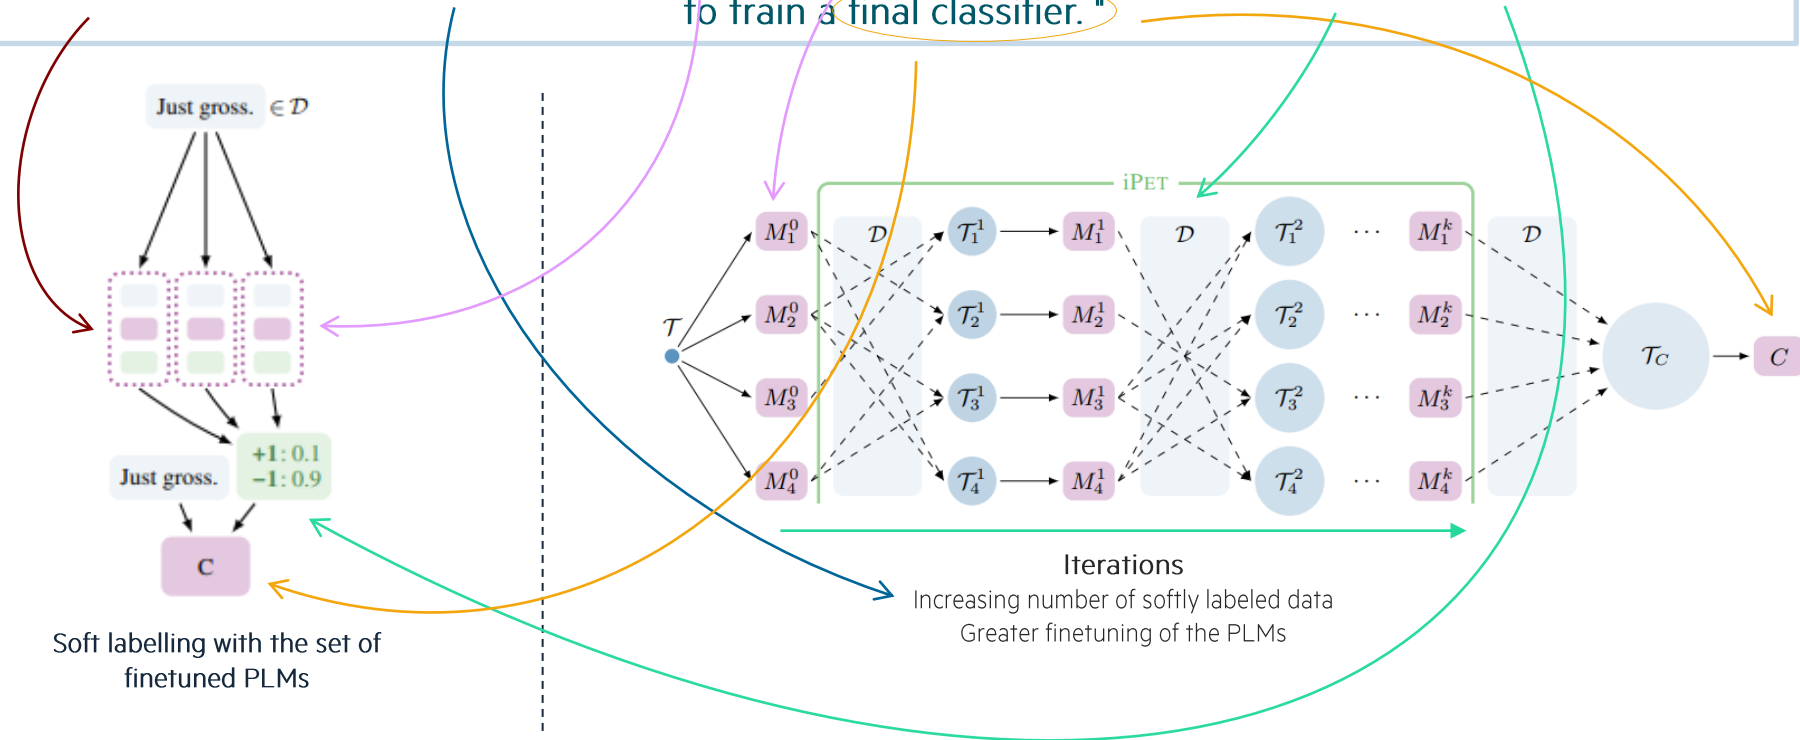 to train a final classifier. "
Just gross. ∈ D
+1: 0.1
−1: 0.9
Just gross.
C
Soft labelling with the set of
finetuned PLMs
iPET
T
M₁⁰ D T₁¹ M₁¹ D T₁² ··· M₁ᵏ D
M₂⁰ T₂¹ M₂¹ T₂² ··· M₂ᵏ
T_C C
M₃⁰ T₃¹ M₃¹ T₃² ··· M₃ᵏ
M₄⁰ T₄¹ M₄¹ T₄² ··· M₄ᵏ
Iterations
Increasing number of softly labeled data
Greater finetuning of the PLMs